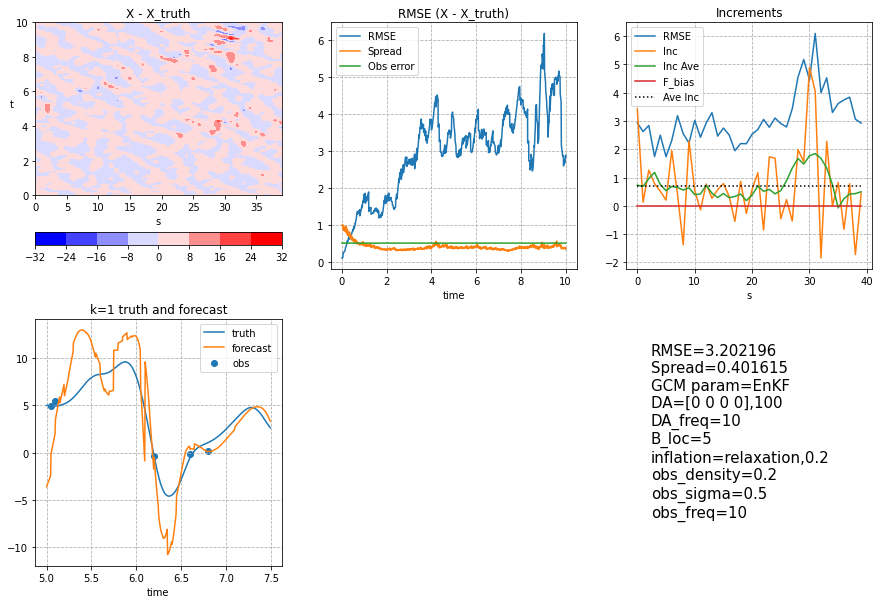 X - X_truth
10
8
6
4
2
0
t
0 5 10 15 20 25 30 35
s
−32 −24 −16 −8 0 8 16 24 32
RMSE (X - X_truth)
RMSE
Spread
Obs error
6
5
4
3
2
1
0
0 2 4 6 8 10
time
Increments
RMSE
Inc
Inc Ave
F_bias
Ave Inc
6
5
4
3
2
1
0
−1
−2
0 10 20 30 40
s
k=1 truth and forecast
truth
forecast
obs
10
5
0
−5
−10
5.0 5.5 6.0 6.5 7.0 7.5
time
RMSE=3.202196
Spread=0.401615
GCM param=EnKF
DA=[0 0 0 0],100
DA_freq=10
B_loc=5
inflation=relaxation,0.2
obs_density=0.2
obs_sigma=0.5
obs_freq=10